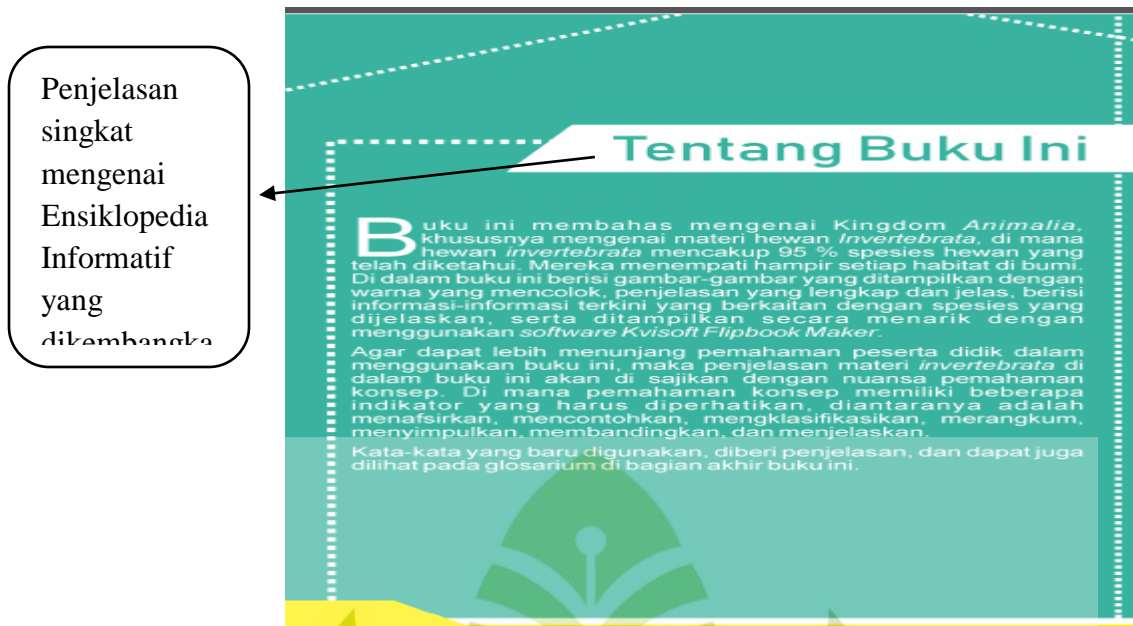 Penjelasan
singkat
mengenai
Ensiklopedia
Informatif
yang
dikembangka
Tentang Buku Ini
Buku ini membahas mengenai Kingdom Animalia,
khususnya mengenai materi hewan Invertebrata, di mana
hewan invertebrata mencakup 95 % spesies hewan yang
telah diketahui. Mereka menempati hampir setiap habitat di bumi.
Di dalam buku ini berisi gambar-gambar yang ditampilkan dengan
warna yang mencolok, penjelasan yang lengkap dan jelas, berisi
informasi-informasi terkini yang berkaitan dengan spesies yang
dijelaskan, serta ditampilkan secara menarik dengan
menggunakan software Kvisoft Flipbook Maker.
Agar dapat lebih menunjang pemahaman peserta didik dalam
menggunakan buku ini, maka penjelasan materi invertebrata di
dalam buku ini akan di sajikan dengan nuansa pemahaman
konsep. Di mana pemahaman konsep memiliki beberapa
indikator yang harus diperhatikan, diantaranya adalah
menafsirkan, mencontohkan, mengklasifikasikan, merangkum,
menyimpulkan, membandingkan, dan menjelaskan.
Kata-kata yang baru digunakan, diberi penjelasan, dan dapat juga
dilihat pada glosarium di bagian akhir buku ini.